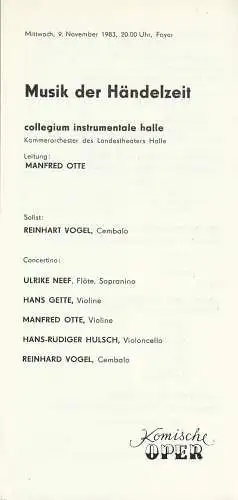 Mittwoch, 9. November 1983, 20.00 Uhr, Foyer
Musik der Händelzeit
collegium instrumentale halle
Kammerorchester des Landestheaters Halle
Leitung:
MANFRED OTTE
Solist:
REINHART VOGEL, Cembalo
Concertino:
ULRIKE NEEF, Flöte, Sopranino
HANS GETTE, Violine
MANFRED OTTE, Violine
HANS-RUDIGER HULSCH, Violoncello
REINHARD VOGEL, Cembalo
Komische
OPER